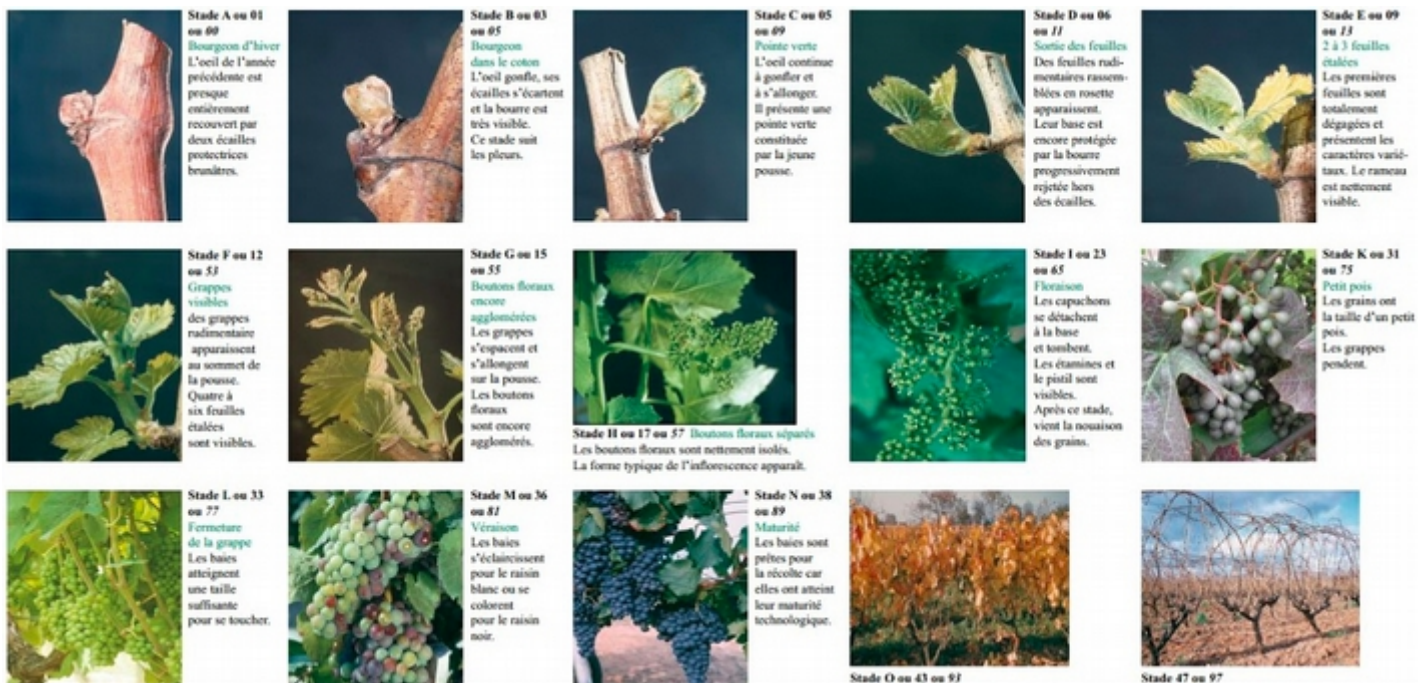 Stade A ou 01
ou 00
Bourgeon d'hiver
L'oeil de l'année
précédente est
presque
entièrement
recouvert par
deux écailles
protectrices
brunâtres.
Stade B ou 03
ou 05
Bourgeon
dans le coton
L'oeil gonfle, ses
écailles s'écartent
et la bourre est
très visible.
Ce stade suit
les pleurs.
Stade C ou 05
ou 09
Pointe verte
L'oeil continue
à gonfler et
à s'allonger.
Il présente une
pointe verte
constituée
par la jeune
pousse.
Stade D ou 06
ou 11
Sortie des feuilles
Des feuilles rudi-
mentaires rassem-
blées en rosette
apparaissent.
Leur base est
encore protégée
par la bourre
progressivement
rejetée hors
des écailles.
Stade E ou 09
ou 13
2 à 3 feuilles
étalées
Les premières
feuilles sont
totalement
dégagées et
présentent les
caractères varié-
taux. Le rameau
est nettement
visible.
Stade F ou 12
ou 53
Grappes
visibles
des grappes
rudimentaire
apparaissent
au sommet de
la pousse.
Quatre à
six feuilles
étalées
sont visibles.
Stade G ou 15
ou 55
Boutons floraux
encore
agglomérées
Les grappes
s'espacent et
s'allongent
sur la pousse.
Les boutons
floraux
sont encore
agglomérés.
Stade H ou 17 ou 57 Boutons floraux séparés
Les boutons floraux sont nettement isolés.
La forme typique de l'inflorescence apparaît.
Stade I ou 23
ou 65
Floraison
Les capuchons
se détachent
à la base
et tombent.
Les étamines et
le pistil sont
visibles.
Après ce stade,
vient la nouaison
des grains.
Stade K ou 31
ou 75
Petit pois
Les grains ont
la taille d'un petit
pois.
Les grappes
pendent.
Stade L ou 33
ou 77
Fermeture
de la grappe
Les baies
atteignent
une taille
suffisante
pour se toucher.
Stade M ou 36
ou 81
Véraison
Les baies
s'éclaircissent
pour le raisin
blanc ou se
colorent
pour le raisin
noir.
Stade N ou 38
ou 89
Maturité
Les baies sont
prêtes pour
la récolte car
elles ont atteint
leur maturité
technologique.
Stade O ou 43 ou 93
Stade 47 ou 97